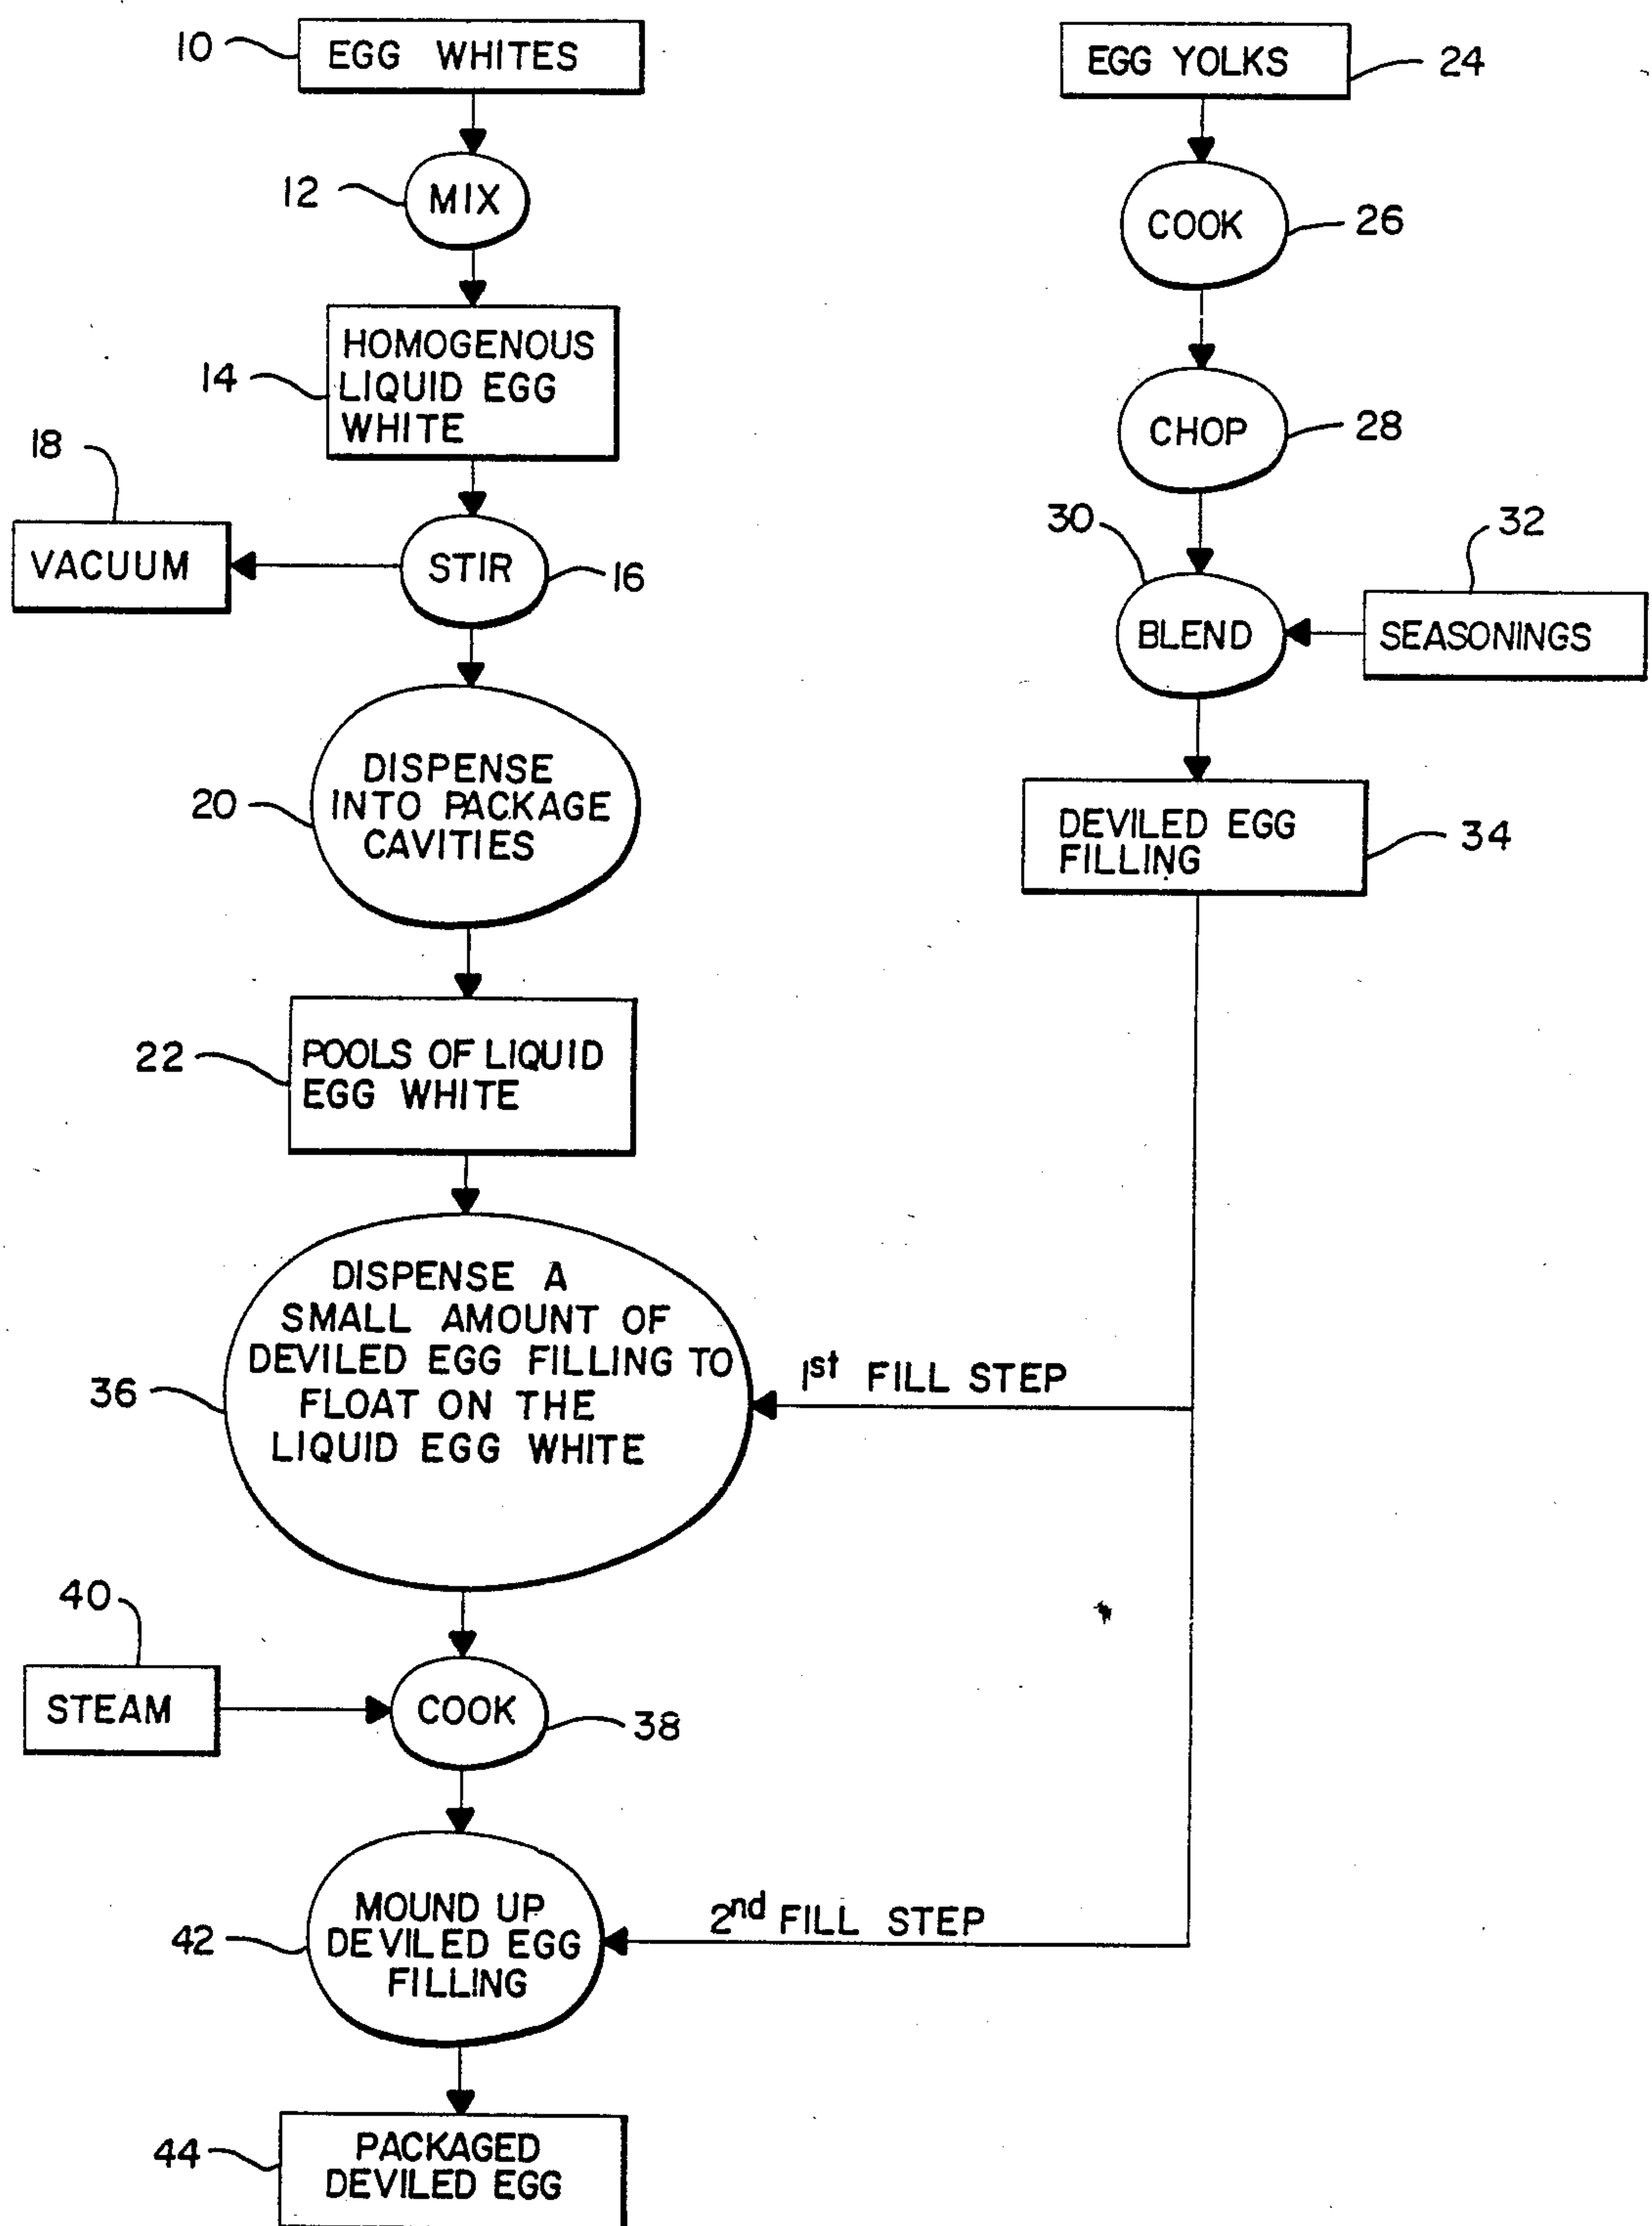 10
EGG WHITES
12
MIX
14
HOMOGENOUS
LIQUID EGG
WHITE
18
VACUUM
STIR
16
20
DISPENSE
INTO PACKAGE
CAVITIES
22
POOLS OF LIQUID
EGG WHITE
EGG YOLKS
24
COOK
26
CHOP
28
30
BLEND
32
SEASONINGS
DEVILED EGG
FILLING
34
36
DISPENSE A
SMALL AMOUNT OF
DEVILED EGG FILLING TO
FLOAT ON THE
LIQUID EGG WHITE
1st FILL STEP
40
STEAM
COOK
38
42
MOUND UP
DEVILED EGG
FILLING
2nd FILL STEP
44
PACKAGED
DEVILED EGG